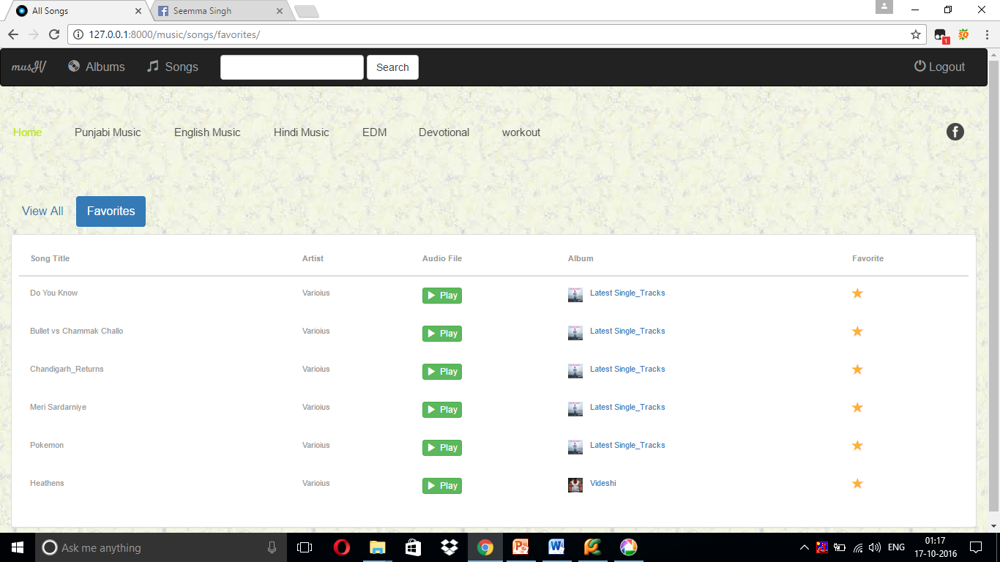 All Songs
Seemma Singh
127.0.0.1:8000/music/songs/favorites/
SQ
1
Albums Songs Search Logout
Home Punjabi Music English Music Hindi Music EDM Devotional workout
View All Favorites
Song Title Artist Audio File Album Favorite
Do You Know Varioius Play Latest Single_Tracks
Bullet vs Chammak Challo Varioius Play Latest Single_Tracks
Chandigarh_Returns Varioius Play Latest Single_Tracks
Meri Sardarniye Varioius Play Latest Single_Tracks
Pokemon Varioius Play Latest Single_Tracks
Heathens Varioius Play Videshi
Ask me anything
ENG
01:17
17-10-2016